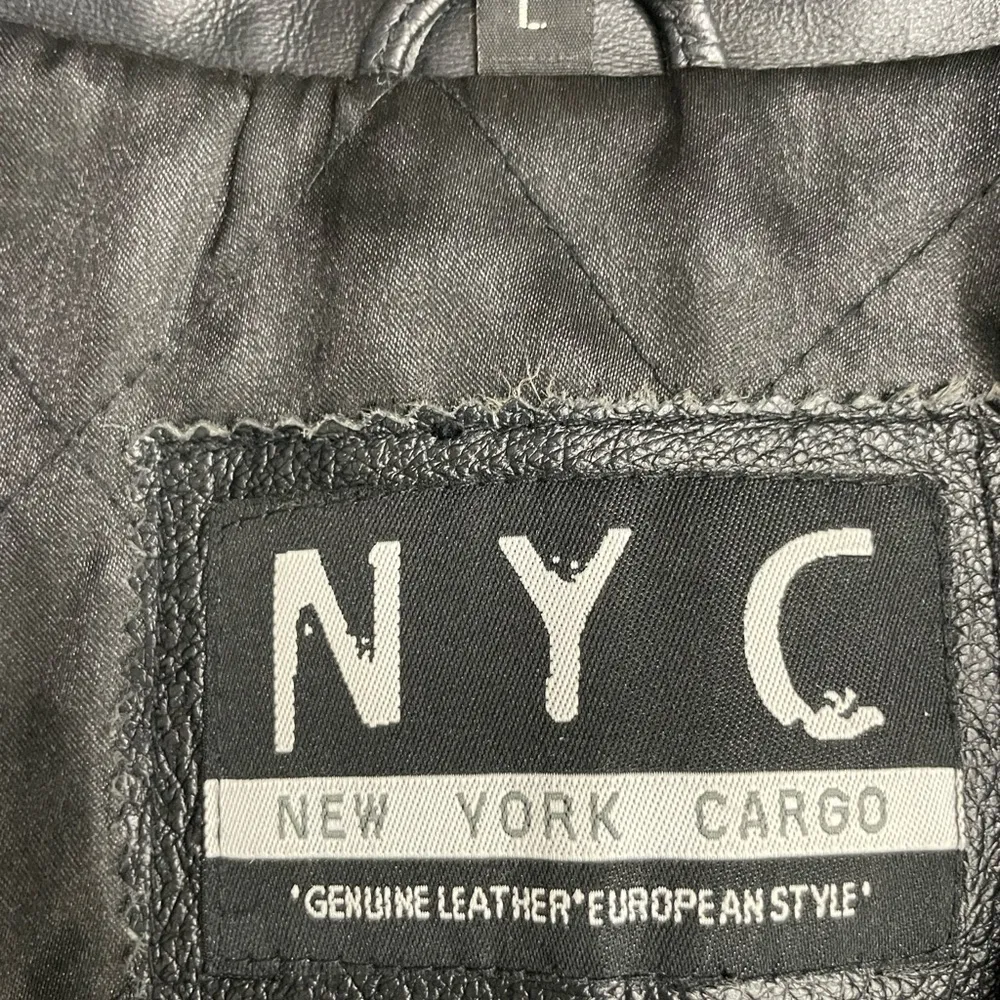 L
NYC
NEW YORK CARGO
"GENUINE LEATHER*EUROPEAN STYLE"